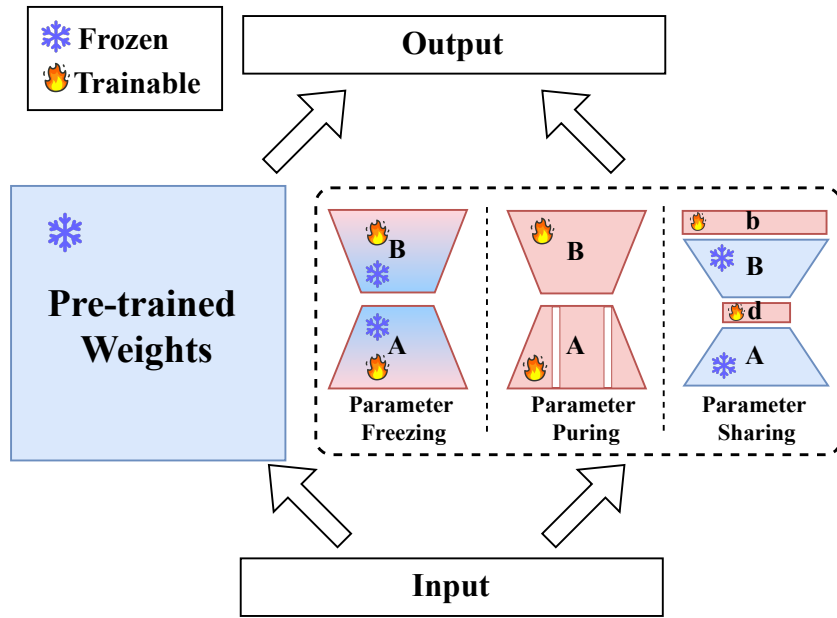 Frozen
Trainable
Output
Pre-trained
Weights
B
A
Parameter
Freezing
B
A
Parameter
Puring
b
B
d
A
Parameter
Sharing
Input